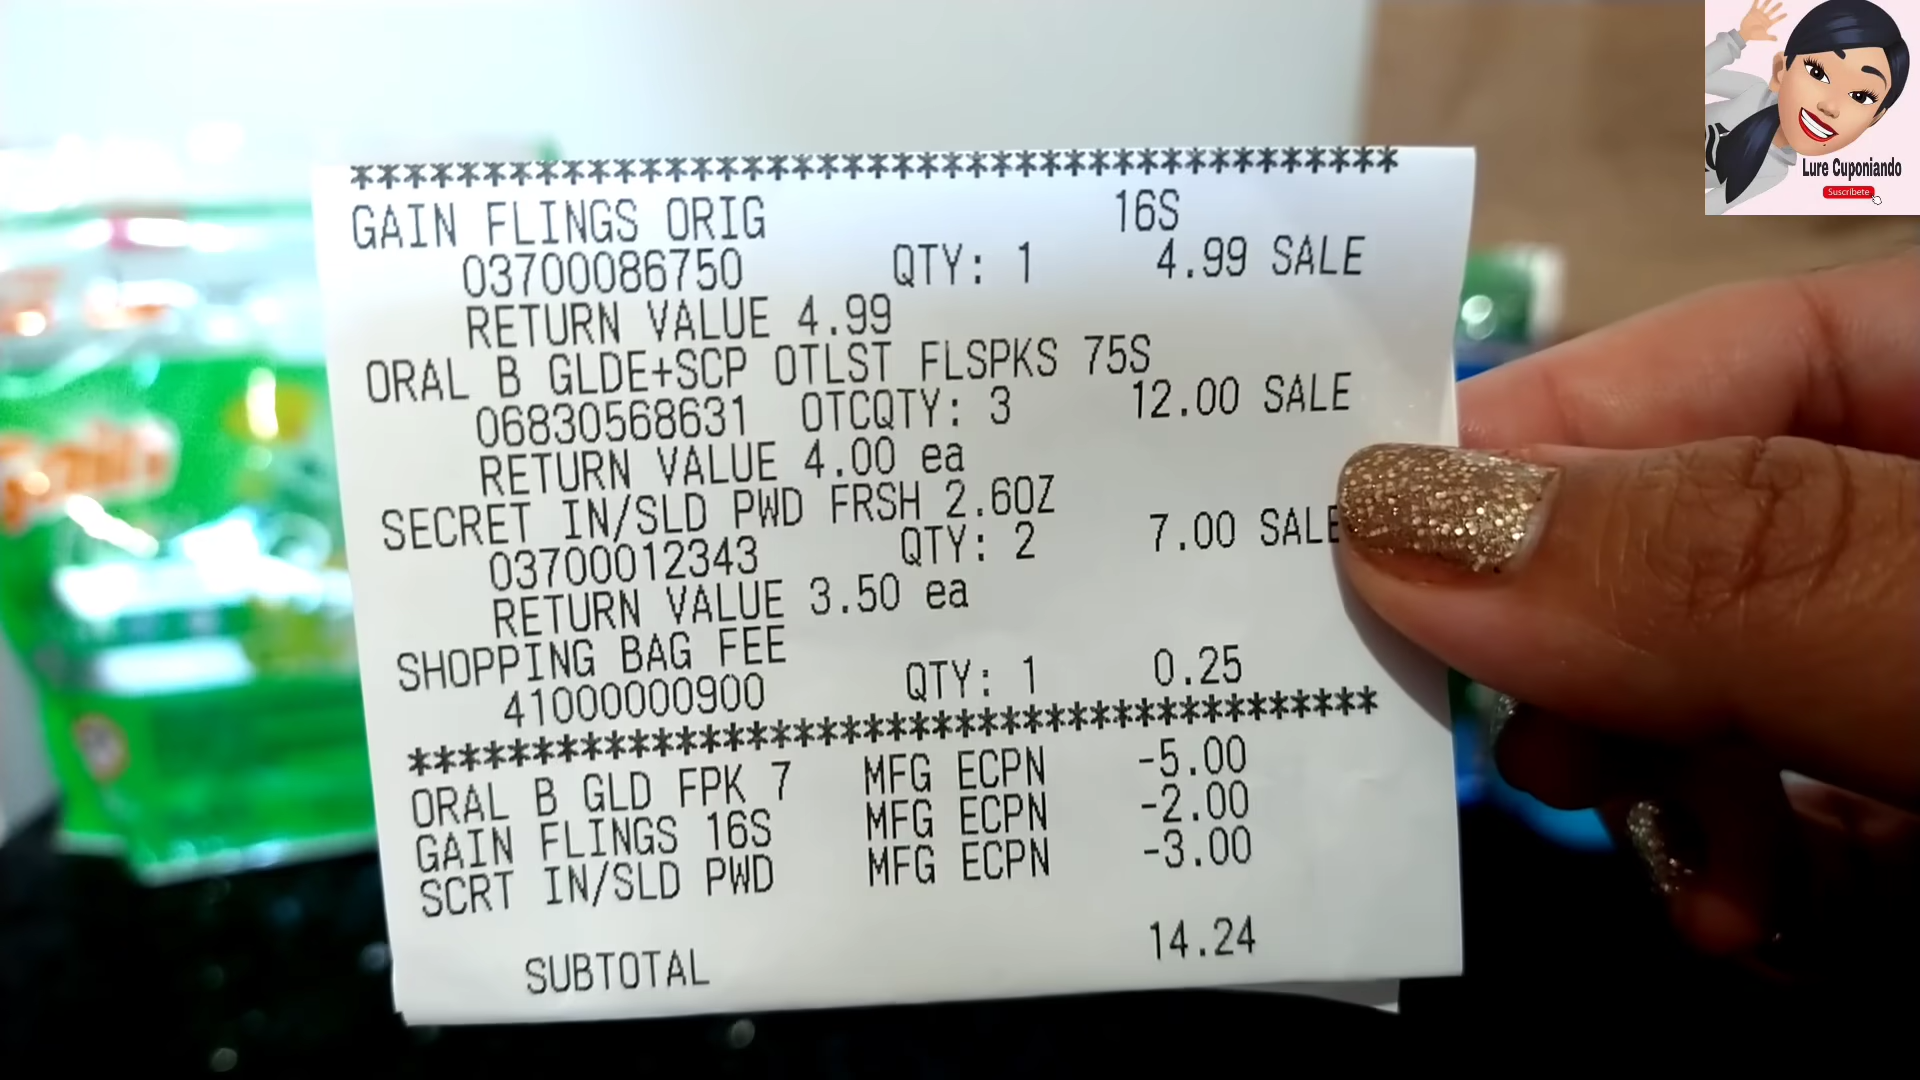 ****************************************
GAIN FLINGS ORIG 16S
03700086750 QTY: 1 4.99 SALE
RETURN VALUE 4.99
ORAL B GLDE+SCP OTLST FLSPKS 75S
06830568631 OTCQTY: 3 12.00 SALE
RETURN VALUE 4.00 ea
SECRET IN/SLD PWD FRSH 2.6OZ
03700012343 QTY: 2 7.00 SALE
RETURN VALUE 3.50 ea
SHOPPING BAG FEE
41000000900 QTY: 1 0.25
****************************************
ORAL B GLD FPK 7 MFG ECPN -5.00
GAIN FLINGS 16S MFG ECPN -2.00
SCRT IN/SLD PWD MFG ECPN -3.00
SUBTOTAL 14.24
Lure Cuponiando
Suscribete